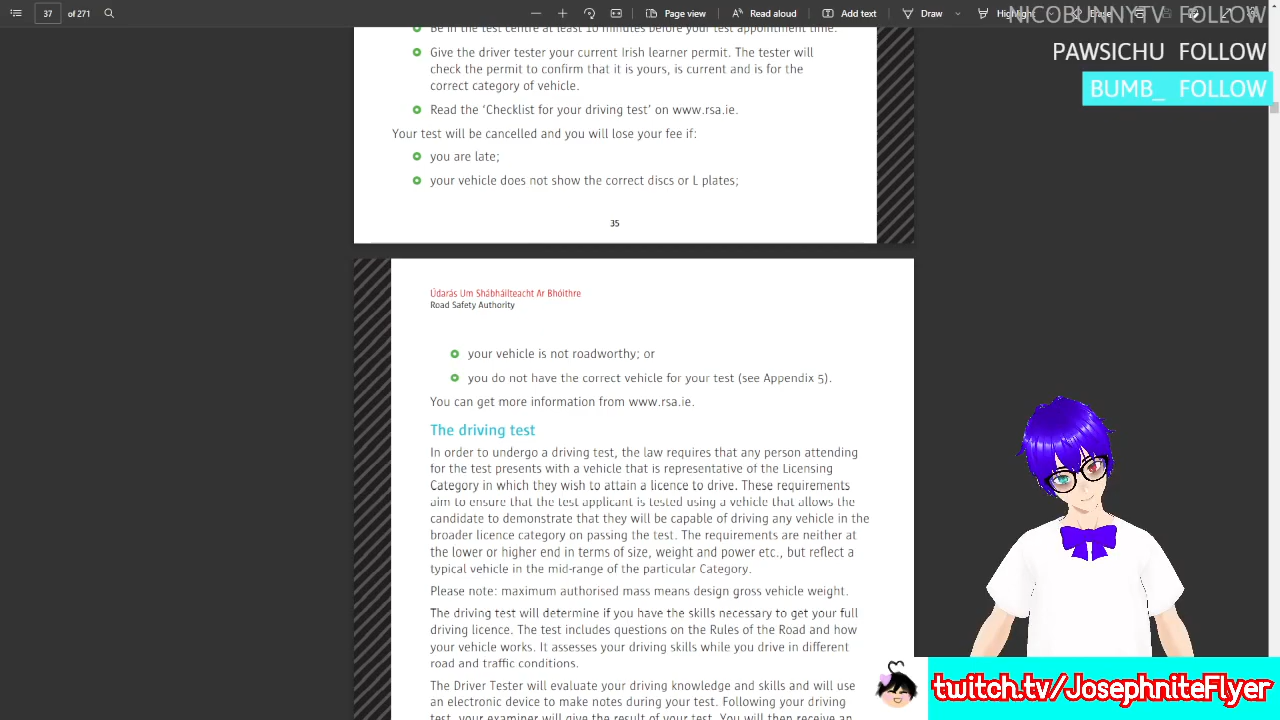 37 of 271
Page view
Read aloud
Add text
Draw
NICOBUNNYTV FOLLOW
PAWSICHU FOLLOW
BUMB_ FOLLOW
Be in the test centre at least 10 minutes before your test appointment time.
Give the driver tester your current Irish learner permit. The tester will
check the permit to confirm that it is yours, is current and is for the
correct category of vehicle.
Read the ‘Checklist for your driving test’ on www.rsa.ie.
Your test will be cancelled and you will lose your fee if:
you are late;
your vehicle does not show the correct discs or L plates;
35
Údarás Um Shábháilteacht Ar Bhóithre
Road Safety Authority
your vehicle is not roadworthy; or
you do not have the correct vehicle for your test (see Appendix 5).
You can get more information from www.rsa.ie.
The driving test
In order to undergo a driving test, the law requires that any person attending
for the test presents with a vehicle that is representative of the Licensing
Category in which they wish to attain a licence to drive. These requirements
aim to ensure that the test applicant is tested using a vehicle that allows the
candidate to demonstrate that they will be capable of driving any vehicle in the
broader licence category on passing the test. The requirements are neither at
the lower or higher end in terms of size, weight and power etc., but reflect a
typical vehicle in the mid-range of the particular Category.
Please note: maximum authorised mass means design gross vehicle weight.
The driving test will determine if you have the skills necessary to get your full
driving licence. The test includes questions on the Rules of the Road and how
your vehicle works. It assesses your driving skills while you drive in different
road and traffic conditions.
The Driver Tester will evaluate your driving knowledge and skills and will use
an electronic device to make notes during your test. Following your driving
test, your examiner will give the result of your test. You will then receive an
twitch.tv/JosephniteFlyer